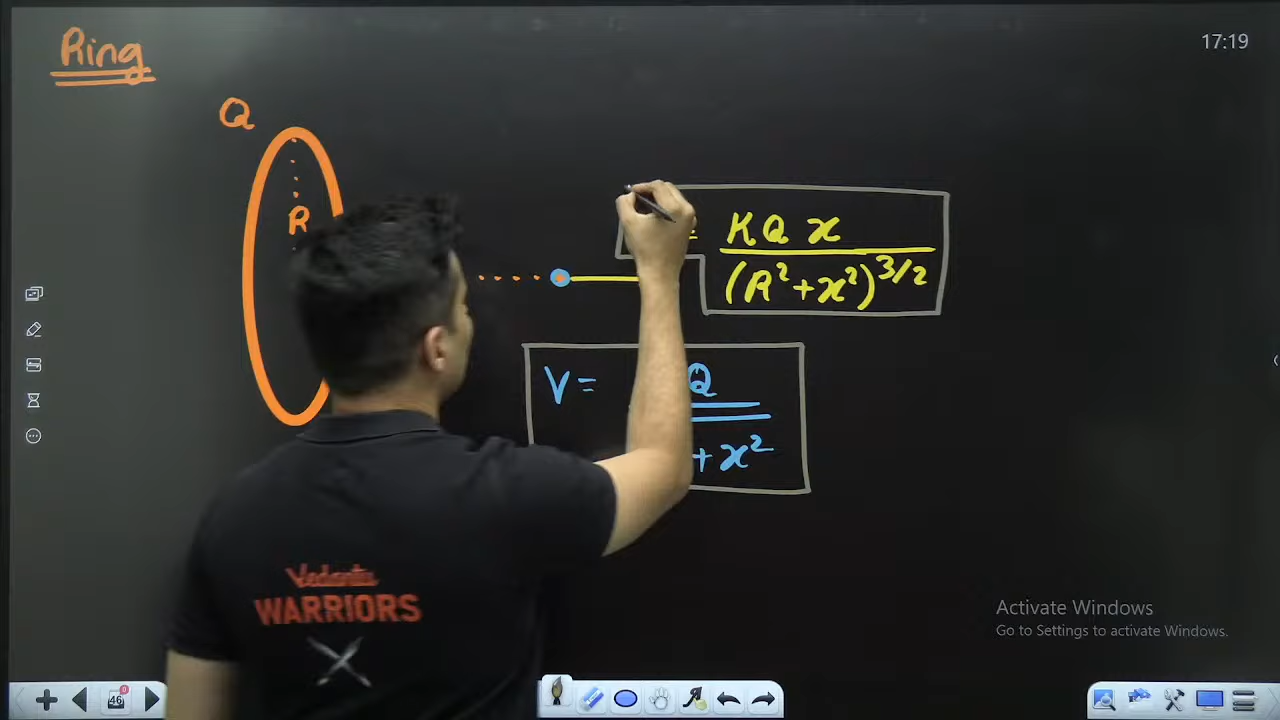 Ring
17:19
Q
R
= KQx
(R²+x²)^3/2
V = Q
+ x²
Vedantu
WARRIORS
Activate Windows
Go to Settings to activate Windows.
46